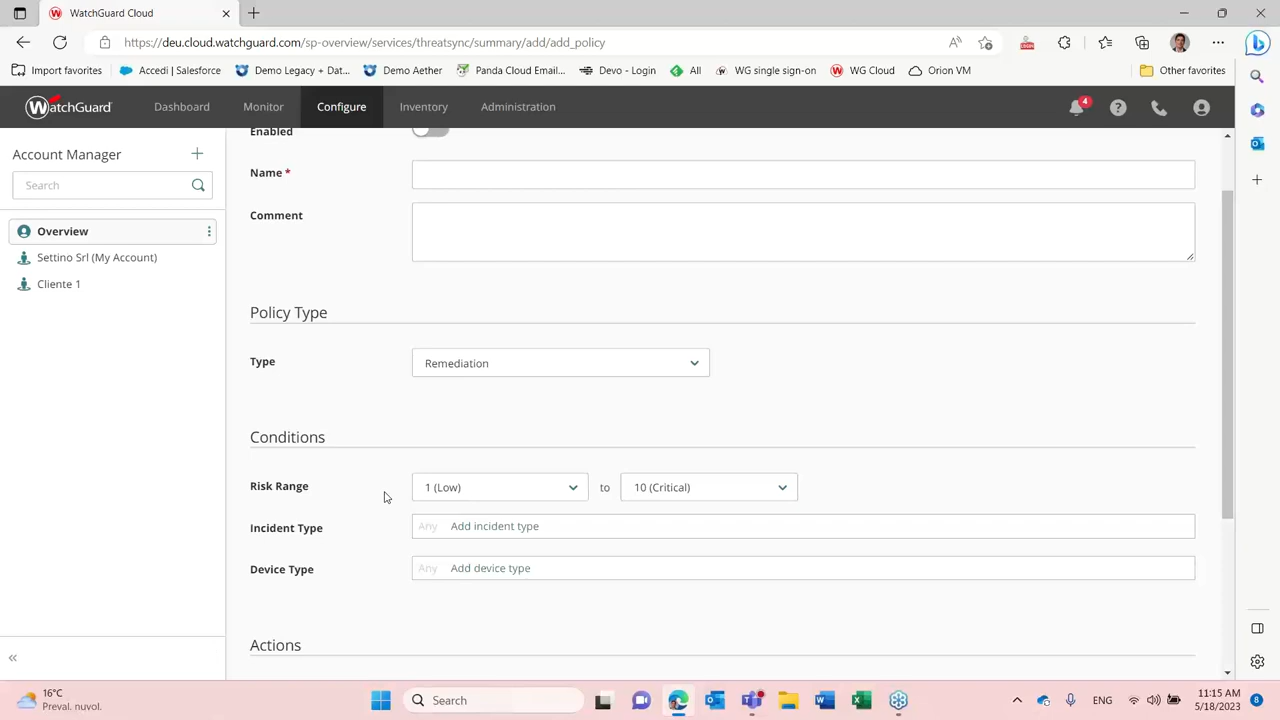 WatchGuard Cloud
https://deu.cloud.watchguard.com/sp-overview/services/threatsync/summary/add/add_policy
Import favorites
Accedi | Salesforce
Demo Legacy + Dat...
Demo Aether
Panda Cloud Email...
Devo - Login
All
WG single sign-on
WG Cloud
Orion VM
Other favorites
WatchGuard
Dashboard
Monitor
Configure
Inventory
Administration
4
Account Manager
Search
Overview
Settino Srl (My Account)
Cliente 1
Enabled
Name *
Comment
Policy Type
Type
Remediation
Conditions
Risk Range
1 (Low)
to
10 (Critical)
Incident Type
Any
Add incident type
Device Type
Any
Add device type
Actions
16°C
Preval. nuvol.
Search
ENG
11:15 AM
5/18/2023
8